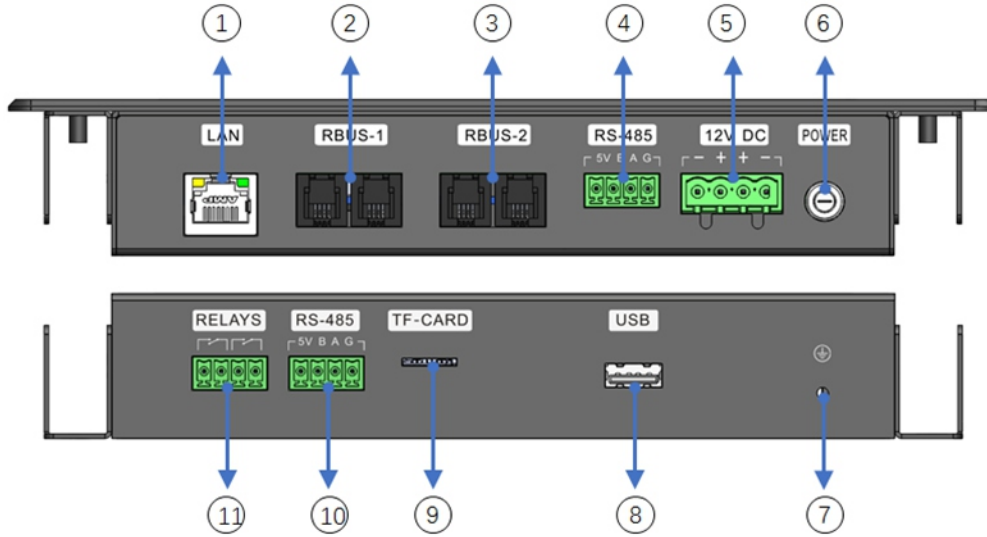 1 2 3 4 5 6
LAN RBUS-1 RBUS-2 RS-485 12V DC POWER
5V B A G − + + −
AMP
RELAYS RS-485 TF-CARD USB
5V B A G
11 10 9 8 7